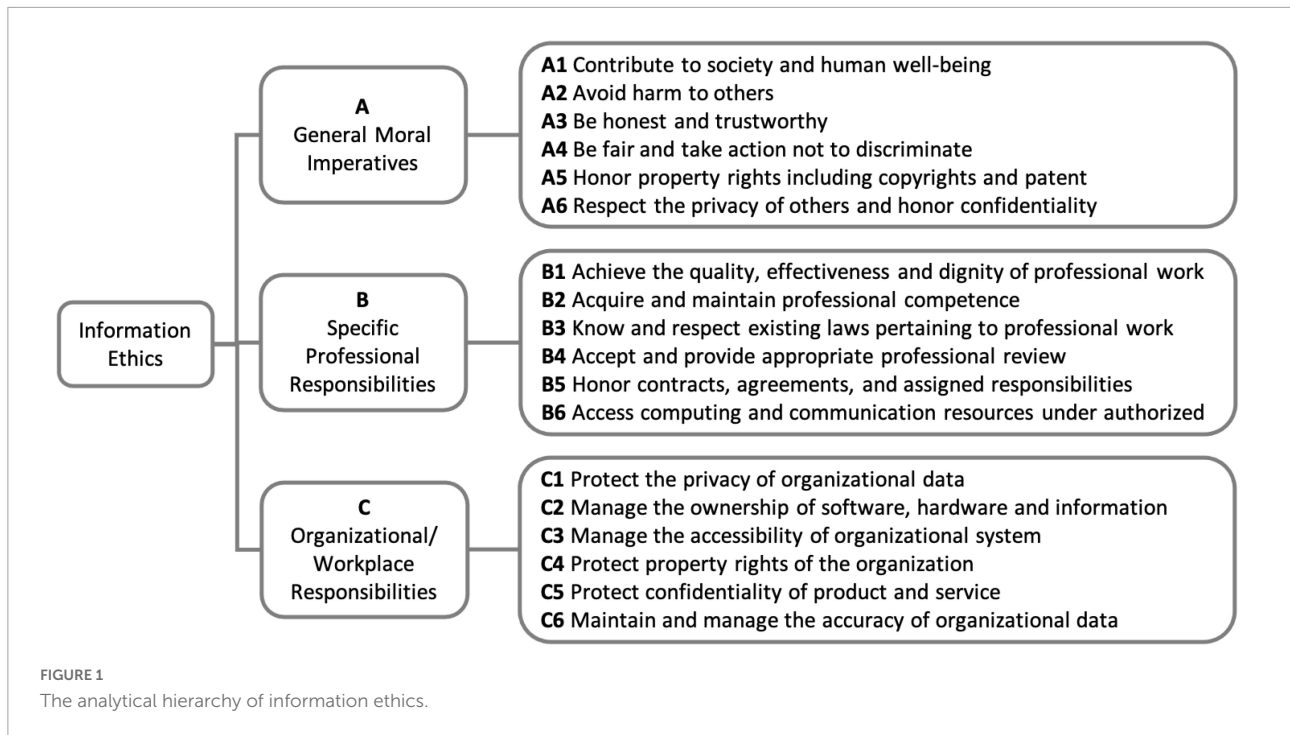 Information
Ethics
A
General Moral
Imperatives
A1 Contribute to society and human well-being
A2 Avoid harm to others
A3 Be honest and trustworthy
A4 Be fair and take action not to discriminate
A5 Honor property rights including copyrights and patent
A6 Respect the privacy of others and honor confidentiality
B
Specific
Professional
Responsibilities
B1 Achieve the quality, effectiveness and dignity of professional work
B2 Acquire and maintain professional competence
B3 Know and respect existing laws pertaining to professional work
B4 Accept and provide appropriate professional review
B5 Honor contracts, agreements, and assigned responsibilities
B6 Access computing and communication resources under authorized
C
Organizational/
Workplace
Responsibilities
C1 Protect the privacy of organizational data
C2 Manage the ownership of software, hardware and information
C3 Manage the accessibility of organizational system
C4 Protect property rights of the organization
C5 Protect confidentiality of product and service
C6 Maintain and manage the accuracy of organizational data
FIGURE 1
The analytical hierarchy of information ethics.